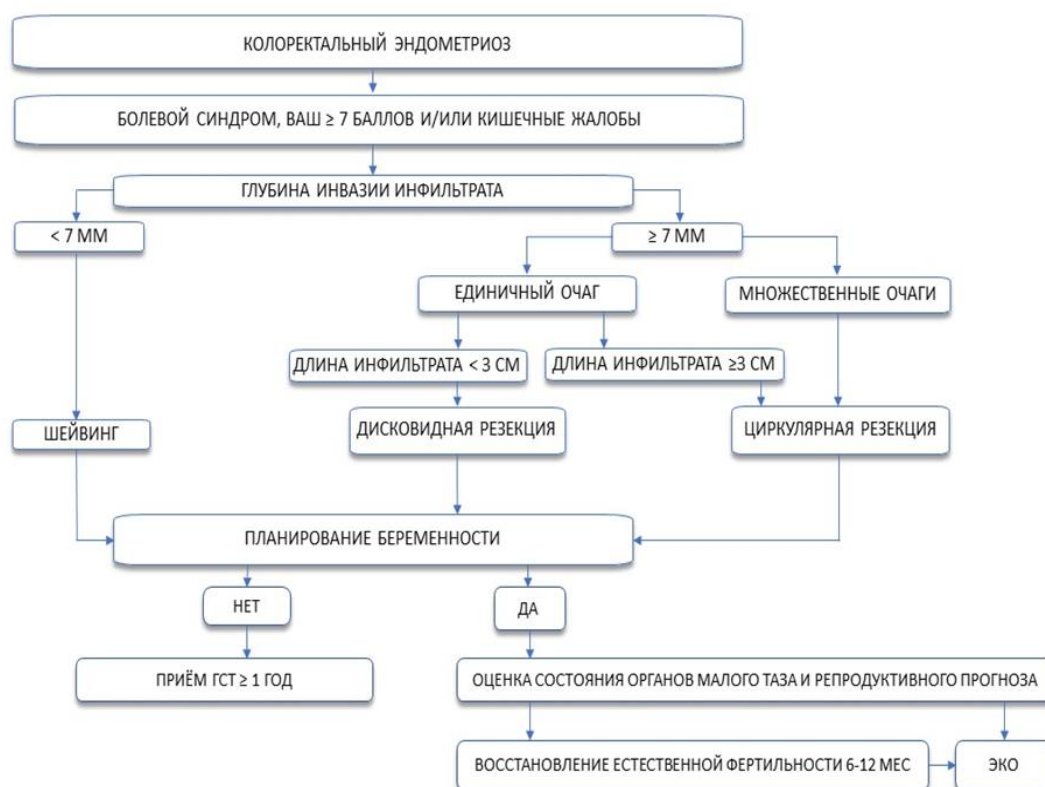 КОЛОРЕКТАЛЬНЫЙ ЭНДОМЕТРИОЗ
БОЛЕВОЙ СИНДРОМ, ВАШ ≥ 7 БАЛЛОВ И/ИЛИ КИШЕЧНЫЕ ЖАЛОБЫ
ГЛУБИНА ИНВАЗИИ ИНФИЛЬТРАТА
< 7 ММ
≥ 7 ММ
ЕДИНИЧНЫЙ ОЧАГ
МНОЖЕСТВЕННЫЕ ОЧАГИ
ДЛИНА ИНФИЛЬТРАТА < 3 СМ
ДЛИНА ИНФИЛЬТРАТА ≥3 СМ
ШЕЙВИНГ
ДИСКОВИДНАЯ РЕЗЕКЦИЯ
ЦИРКУЛЯРНАЯ РЕЗЕКЦИЯ
ПЛАНИРОВАНИЕ БЕРЕМЕННОСТИ
НЕТ
ДА
ПРИЁМ ГСТ ≥ 1 ГОД
ОЦЕНКА СОСТОЯНИЯ ОРГАНОВ МАЛОГО ТАЗА И РЕПРОДУКТИВНОГО ПРОГНОЗА
ВОССТАНОВЛЕНИЕ ЕСТЕСТВЕННОЙ ФЕРТИЛЬНОСТИ 6-12 МЕС
ЭКО